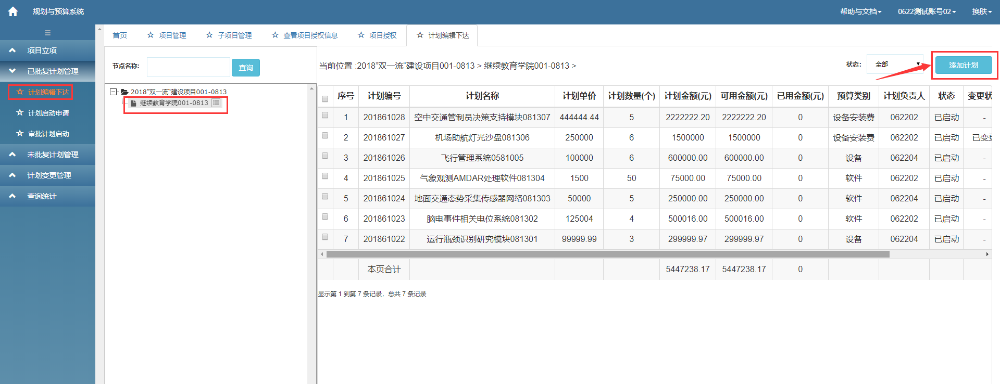 规划与预算系统 帮助与文档 0622测试账号02 换肤
项目立项
已批复计划管理
计划编辑下达
计划启动申请
审批计划启动
未批复计划管理
计划变更管理
查询统计
首页 项目管理 子项目管理 查看项目授权信息 项目授权 计划编辑下达
节点名称: 查询
2018”双一流“建设项目001-0813
继续教育学院001-0813
当前位置 :2018”双一流“建设项目001-0813 > 继续教育学院001-0813 > 状态: 全部 添加计划
序号 计划编号 计划名称 计划单价 计划数量(个) 计划金额(元) 可用金额(元) 已用金额(元) 预算类别 计划负责人 状态 变更状
1 201861028 空中交通管制员决策支持模块081307 444444.44 5 2222222.20 2222222.20 0 设备安装费 062202 已启动 -
2 201861027 机场助航灯光沙盘081306 250000 6 1500000 1500000 0 设备安装费 062202 已启动 已变更
3 201861026 飞行管理系统0581005 100000 6 600000.00 600000.00 0 设备 062204 已启动 -
4 201861025 气象观测AMDAR处理软件081304 1500 50 75000.00 75000.00 0 软件 062202 已启动 -
5 201861024 地面交通态势采集传感器网络081303 50000 5 250000.00 250000.00 0 软件 062204 已启动 -
6 201861023 脑电事件相关电位系统081302 125004 4 500016.00 500016.00 0 软件 062202 已启动 -
7 201861022 运行瓶颈识别研究模块081301 99999.99 3 299999.97 299999.97 0 设备 062204 已启动 -
本页合计 5447238.17 5447238.17 0
显示第 1 到第 7 条记录，总共 7 条记录